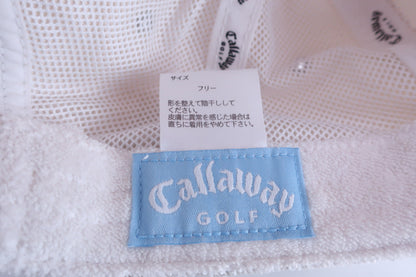 Callaway
GOLF
サイズ
フリー
形を整えて陰干しして
ください。
皮膚に異常を感じた場合は
直ちに着用をやめて下さい。
Callaway
GOLF